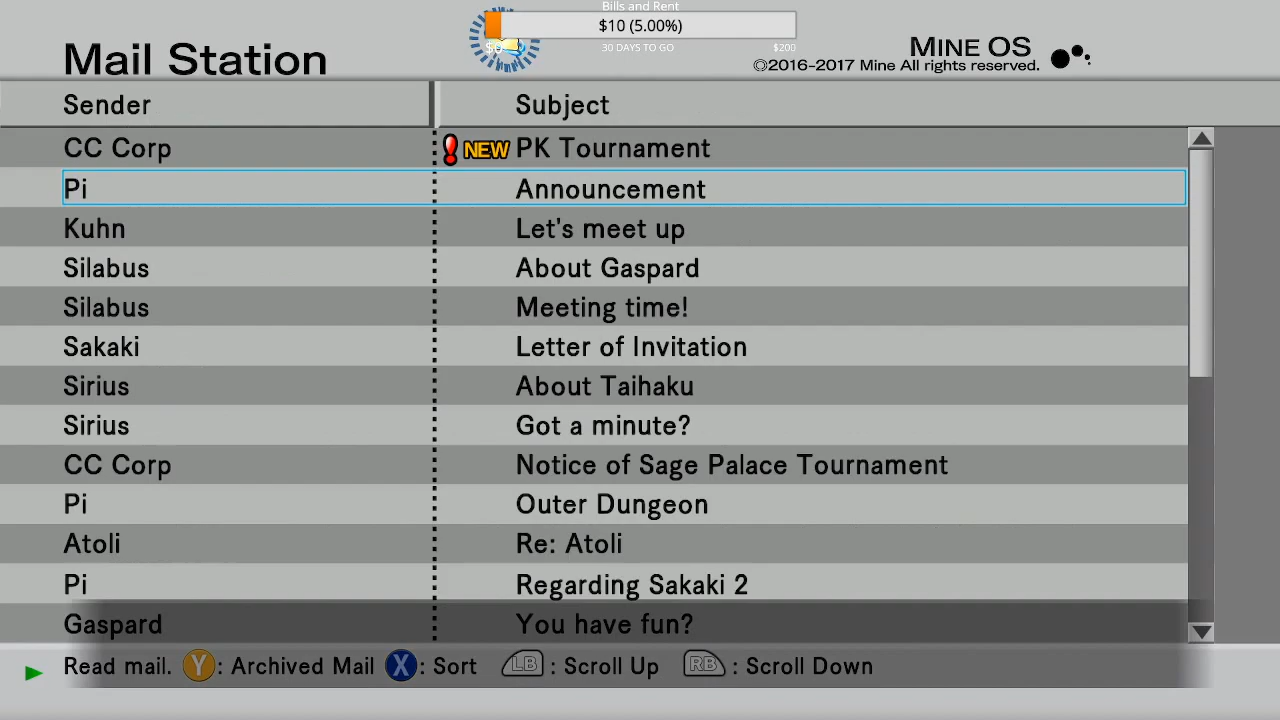 Bills and Rent
$10 (5.00%)
30 DAYS TO GO
$200
Mail Station
MINE OS
©2016-2017 Mine All rights reserved.
Sender Subject
CC Corp NEW PK Tournament
Pi Announcement
Kuhn Let's meet up
Silabus About Gaspard
Silabus Meeting time!
Sakaki Letter of Invitation
Sirius About Taihaku
Sirius Got a minute?
CC Corp Notice of Sage Palace Tournament
Pi Outer Dungeon
Atoli Re: Atoli
Pi Regarding Sakaki 2
Gaspard You have fun?
Read mail. Y : Archived Mail X : Sort LB : Scroll Up RB : Scroll Down